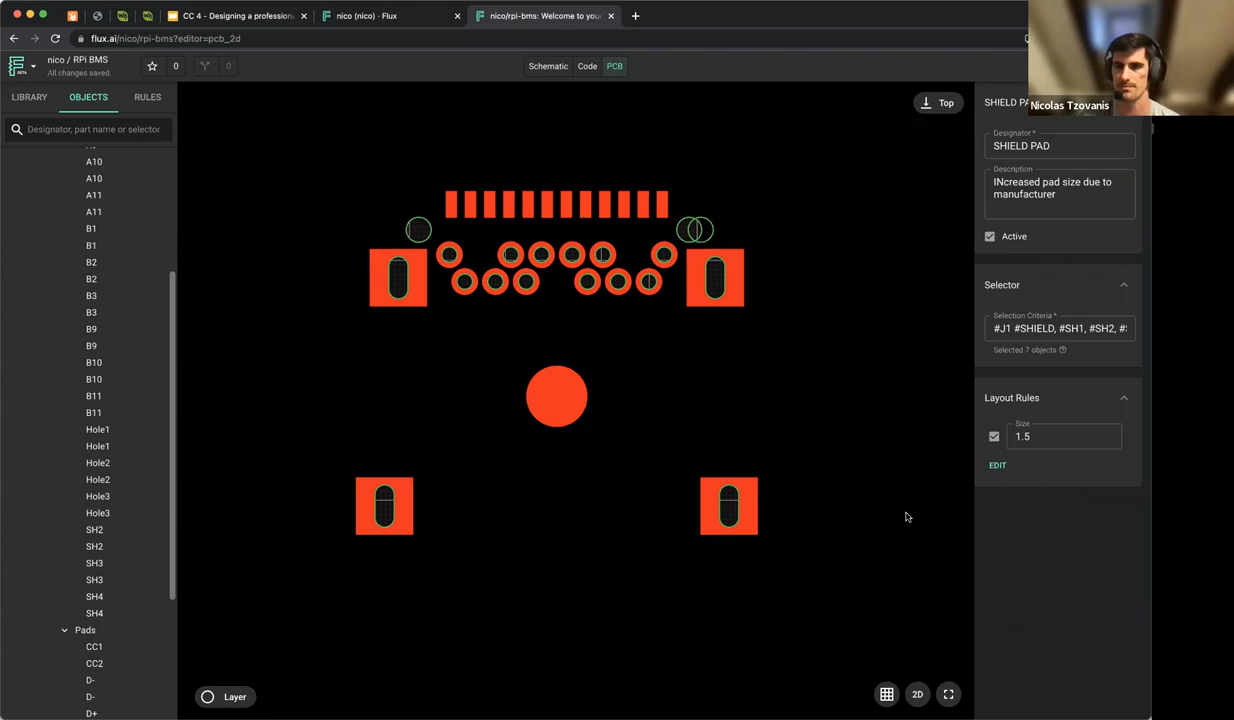 CC 4 - Designing a profession
nico (nico) · Flux
nico/rpi-bms: Welcome to you
flux.ai/nico/rpi-bms?editor=pcb_2d
nico / RPi BMS
All changes saved.
BETA
0
0
Schematic
Code
PCB
Nicolas Tzovanis
LIBRARY
OBJECTS
RULES
Designator, part name or selector
A10
A10
A11
A11
B1
B1
B2
B2
B3
B3
B9
B9
B10
B10
B11
B11
Hole1
Hole1
Hole2
Hole2
Hole3
Hole3
SH2
SH2
SH3
SH3
SH4
SH4
Pads
CC1
CC2
D-
D-
D+
Top
Layer
2D
SHIELD PA
Designator *
SHIELD PAD
Description
INcreased pad size due to
manufacturer
Active
Selector
Selection Criteria *
#J1 #SHIELD, #SH1, #SH2, #
Selected 7 objects
Layout Rules
Size
1.5
EDIT